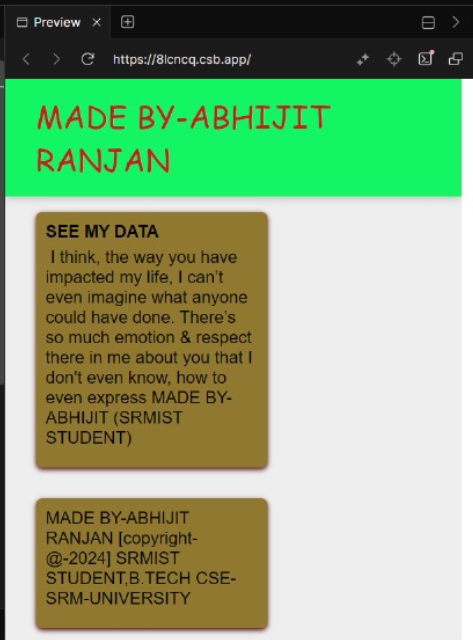 Preview
https://8lcncq.csb.app/
MADE BY-ABHIJIT
RANJAN
SEE MY DATA
I think, the way you have
impacted my life, I can't
even imagine what anyone
could have done. There's
so much emotion & respect
there in me about you that I
don't even know, how to
even express MADE BY-
ABHIJIT (SRMIST
STUDENT)
MADE BY-ABHIJIT
RANJAN [copyright-
@-2024] SRMIST
STUDENT,B.TECH CSE-
SRM-UNIVERSITY